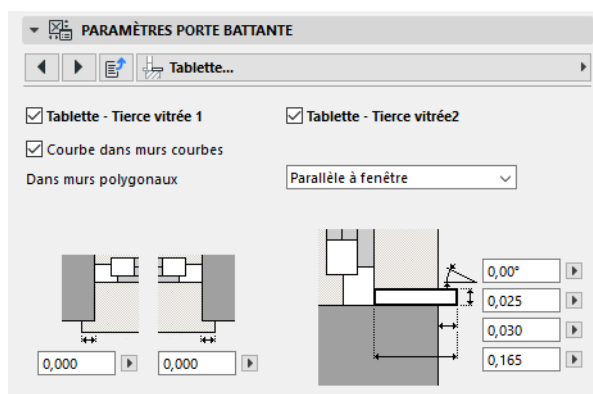 PARAMÈTRES PORTE BATTANTE
Tablette...
Tablette - Tierce vitrée 1
Tablette - Tierce vitrée2
Courbe dans murs courbes
Dans murs polygonaux
Parallèle à fenêtre
0,00°
0,025
0,030
0,165
0,000
0,000